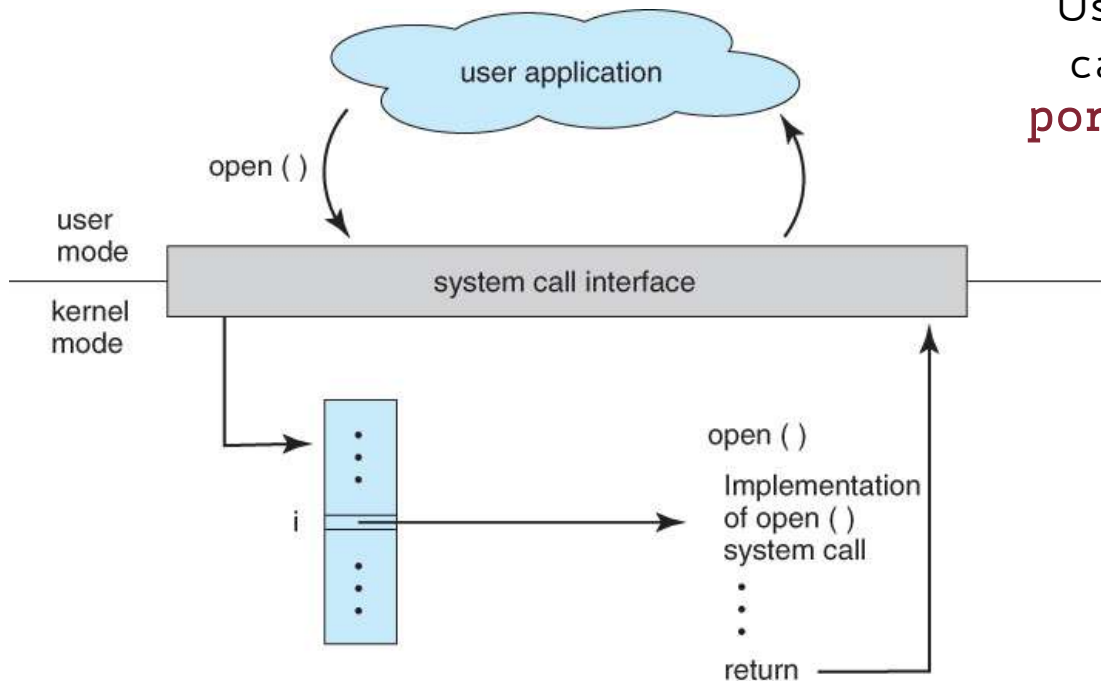 user application
open ( )
user
mode
system call interface
kernel
mode
open ( )
Implementation
of open ( )
system call
i
return